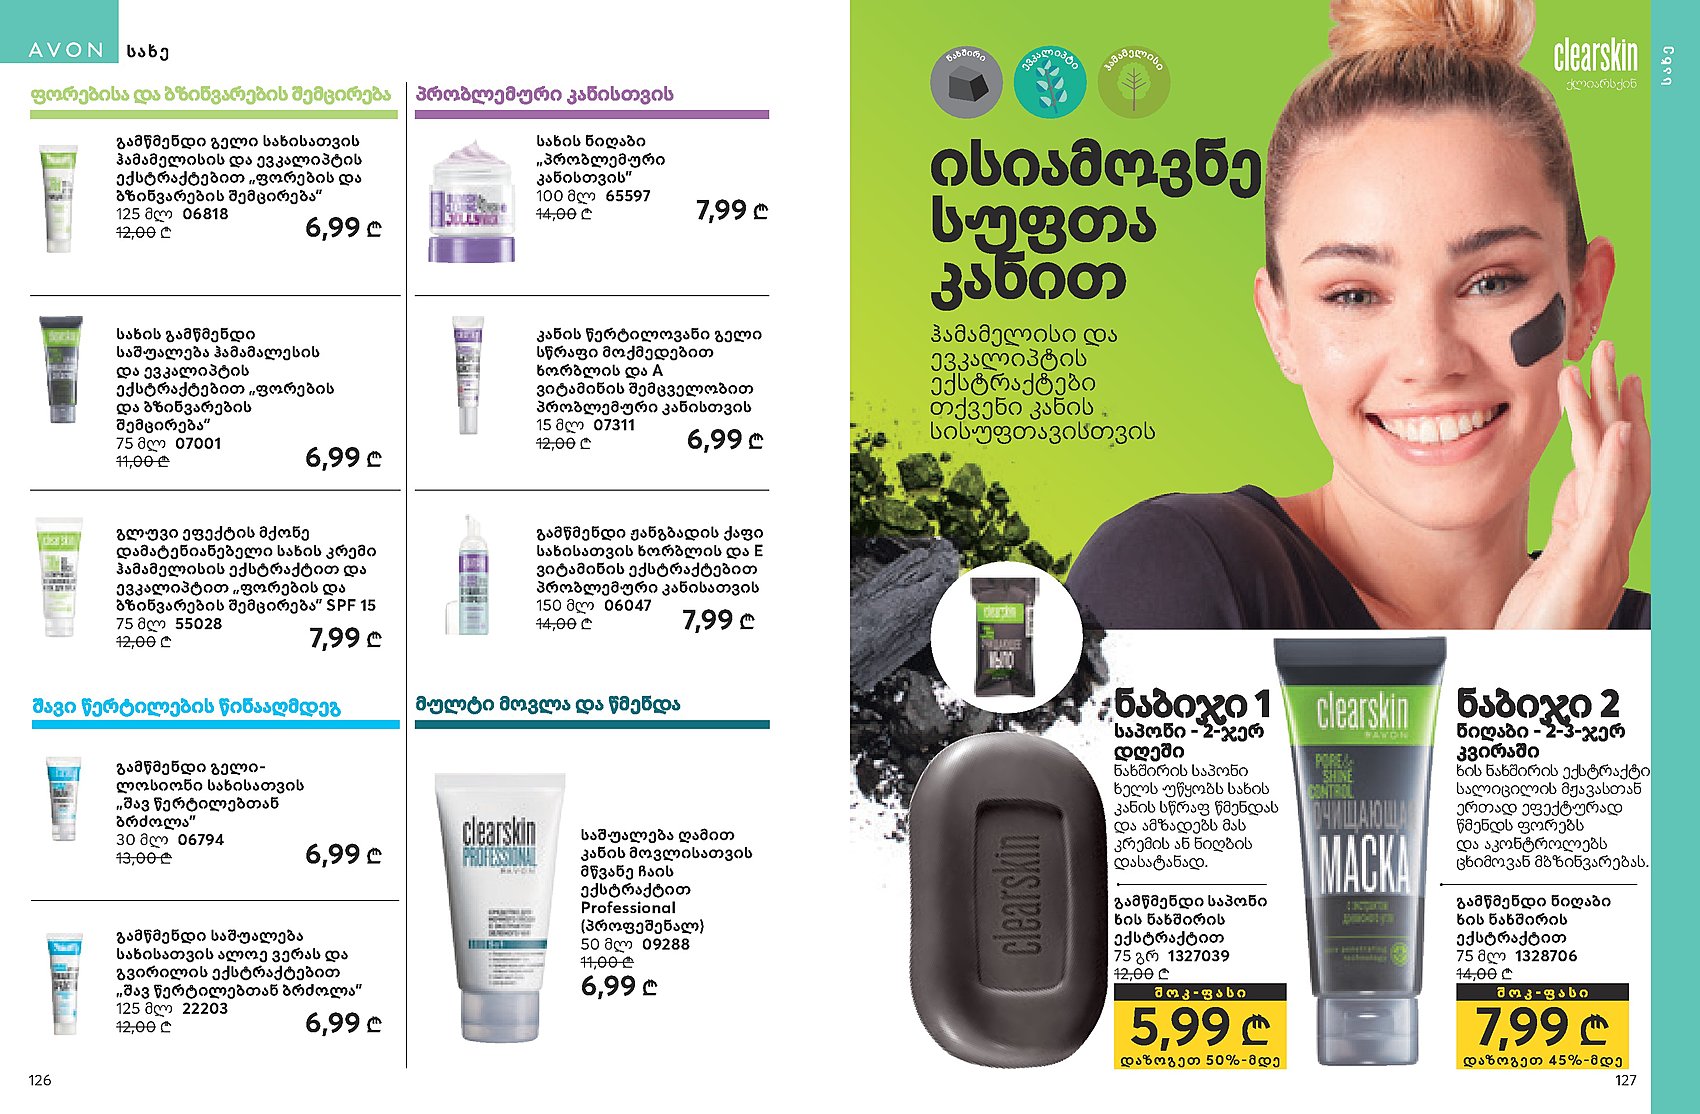 AVON სახე
ფორებისა და ბზინვარების შემცირება
გამწმენდი გელი სახისათვის
ჰამამელისის და ევკალიპტის
ექსტრაქტებით „ფორების და
ბზინვარების შემცირება“
125 მლ 06818
12,00 ₾
6,99 ₾
სახის გამწმენდი
საშუალება ჰამამალესის
და ევკალიპტის
ექსტრაქტებით „ფორების
და ბზინვარების
შემცირება“
75 მლ 07001
11,00 ₾
6,99 ₾
გლუვი ეფექტის მქონე
დამატენიანებელი სახის კრემი
ჰამამელისის ექსტრაქტით და
ევკალიპტით „ფორების და
ბზინვარების შემცირება“ SPF 15
75 მლ 55028
12,00 ₾
7,99 ₾
შავი წერტილების წინააღმდეგ
გამწმენდი გელი-
ლოსიონი სახისათვის
„შავ წერტილებთან
ბრძოლა“
30 მლ 06794
13,00 ₾
6,99 ₾
გამწმენდი საშუალება
სახისათვის ალოე ვერას და
გვირილის ექსტრაქტებით
„შავ წერტილებთან ბრძოლა“
125 მლ 22203
12,00 ₾
6,99 ₾
126
პრობლემური კანისთვის
სახის ნიღაბი
„პრობლემური
კანისთვის“
100 მლ 65597
14,00 ₾
7,99 ₾
კანის წერტილოვანი გელი
სწრაფი მოქმედებით
ხორბლის და A
ვიტამინის შემცველობით
პრობლემური კანისთვის
15 მლ 07311
12,00 ₾
6,99 ₾
გამწმენდი ჟანგბადის ქაფი
სახისათვის ხორბლის და E
ვიტამინის ექსტრაქტებით
პრობლემური კანისათვის
150 მლ 06047
14,00 ₾
7,99 ₾
მულტი მოვლა და წმენდა
clearskin
PROFESSIONAL
AVON
საშუალება ღამით
კანის მოვლისათვის
მწვანე ჩაის
ექსტრაქტით
Professional
(პროფეშენალ)
50 მლ 09288
11,00 ₾
6,99 ₾
ნახშირი
ევკალიპტი
ჰამამელისი
clearskin
ქლიარსქინ
სახე
ისიამოვნე
სუფთა
კანით
ჰამამელისი და
ევკალიპტის
ექსტრაქტები
თქვენი კანის
სისუფთავისთვის
clearskin
ОЧИЩАЮЩЕЕ
МЫЛО
clearskin
ნაბიჯი 1
საპონი - 2-ჯერ
დღეში
ნახშირის საპონი
ხელს უწყობს სახის
კანის სწრაფ წმენდას
და ამზადებს მას
კრემის ან ნიღბის
დასატანად.
გამწმენდი საპონი
ხის ნახშირის
ექსტრაქტით
75 გრ 1327039
12,00 ₾
შოკ-ფასი
5,99 ₾
დაზოგეთ 50%-მდე
clearskin
AVON
PORE &
SHINE
CONTROL
ОЧИЩАЮЩА
МАСКА
с экстрактом
древесного угля
ნაბიჯი 2
ნიღაბი - 2-3-ჯერ
კვირაში
ხის ნახშირის ექსტრაქტი
სალიცილის მჟავასთან
ერთად ეფექტურად
წმენდს ფორებს
და აკონტროლებს
ცხიმოვან მბზინვარებას.
გამწმენდი ნიღაბი
ხის ნახშირის
ექსტრაქტით
75 მლ 1328706
14,00 ₾
შოკ-ფასი
7,99 ₾
დაზოგეთ 45%-მდე
127